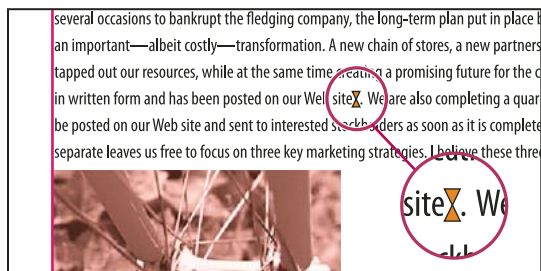 several occasions to bankrupt the fledging company, the long-term plan put in place
an important—albeit costly—transformation. A new chain of stores, a new partners
tapped out our resources, while at the same time creating a promising future for the
in written form and has been posted on our Web site. We are also completing a quar
be posted on our Web site and sent to interested stockholders as soon as it is complete
separate leaves us free to focus on three key marketing strategies. I believe these three
site. We